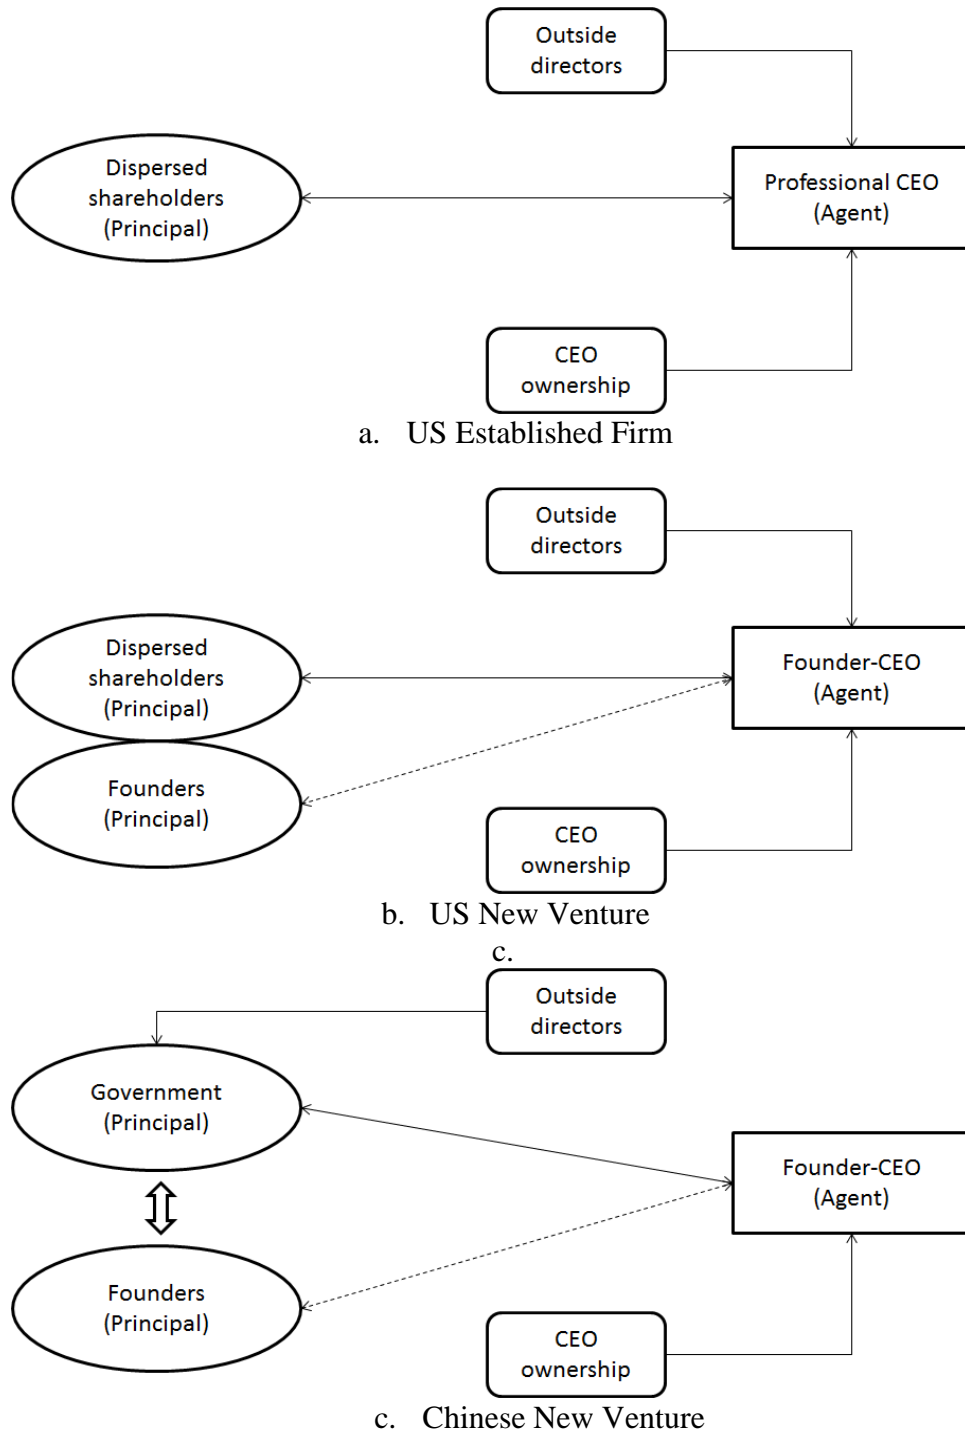 Outside
directors
Dispersed
shareholders
(Principal)
Professional CEO
(Agent)
CEO
ownership
a. US Established Firm
Outside
directors
Dispersed
shareholders
(Principal)
Founder-CEO
(Agent)
Founders
(Principal)
CEO
ownership
b. US New Venture
c.
Outside
directors
Government
(Principal)
Founder-CEO
(Agent)
Founders
(Principal)
CEO
ownership
c. Chinese New Venture